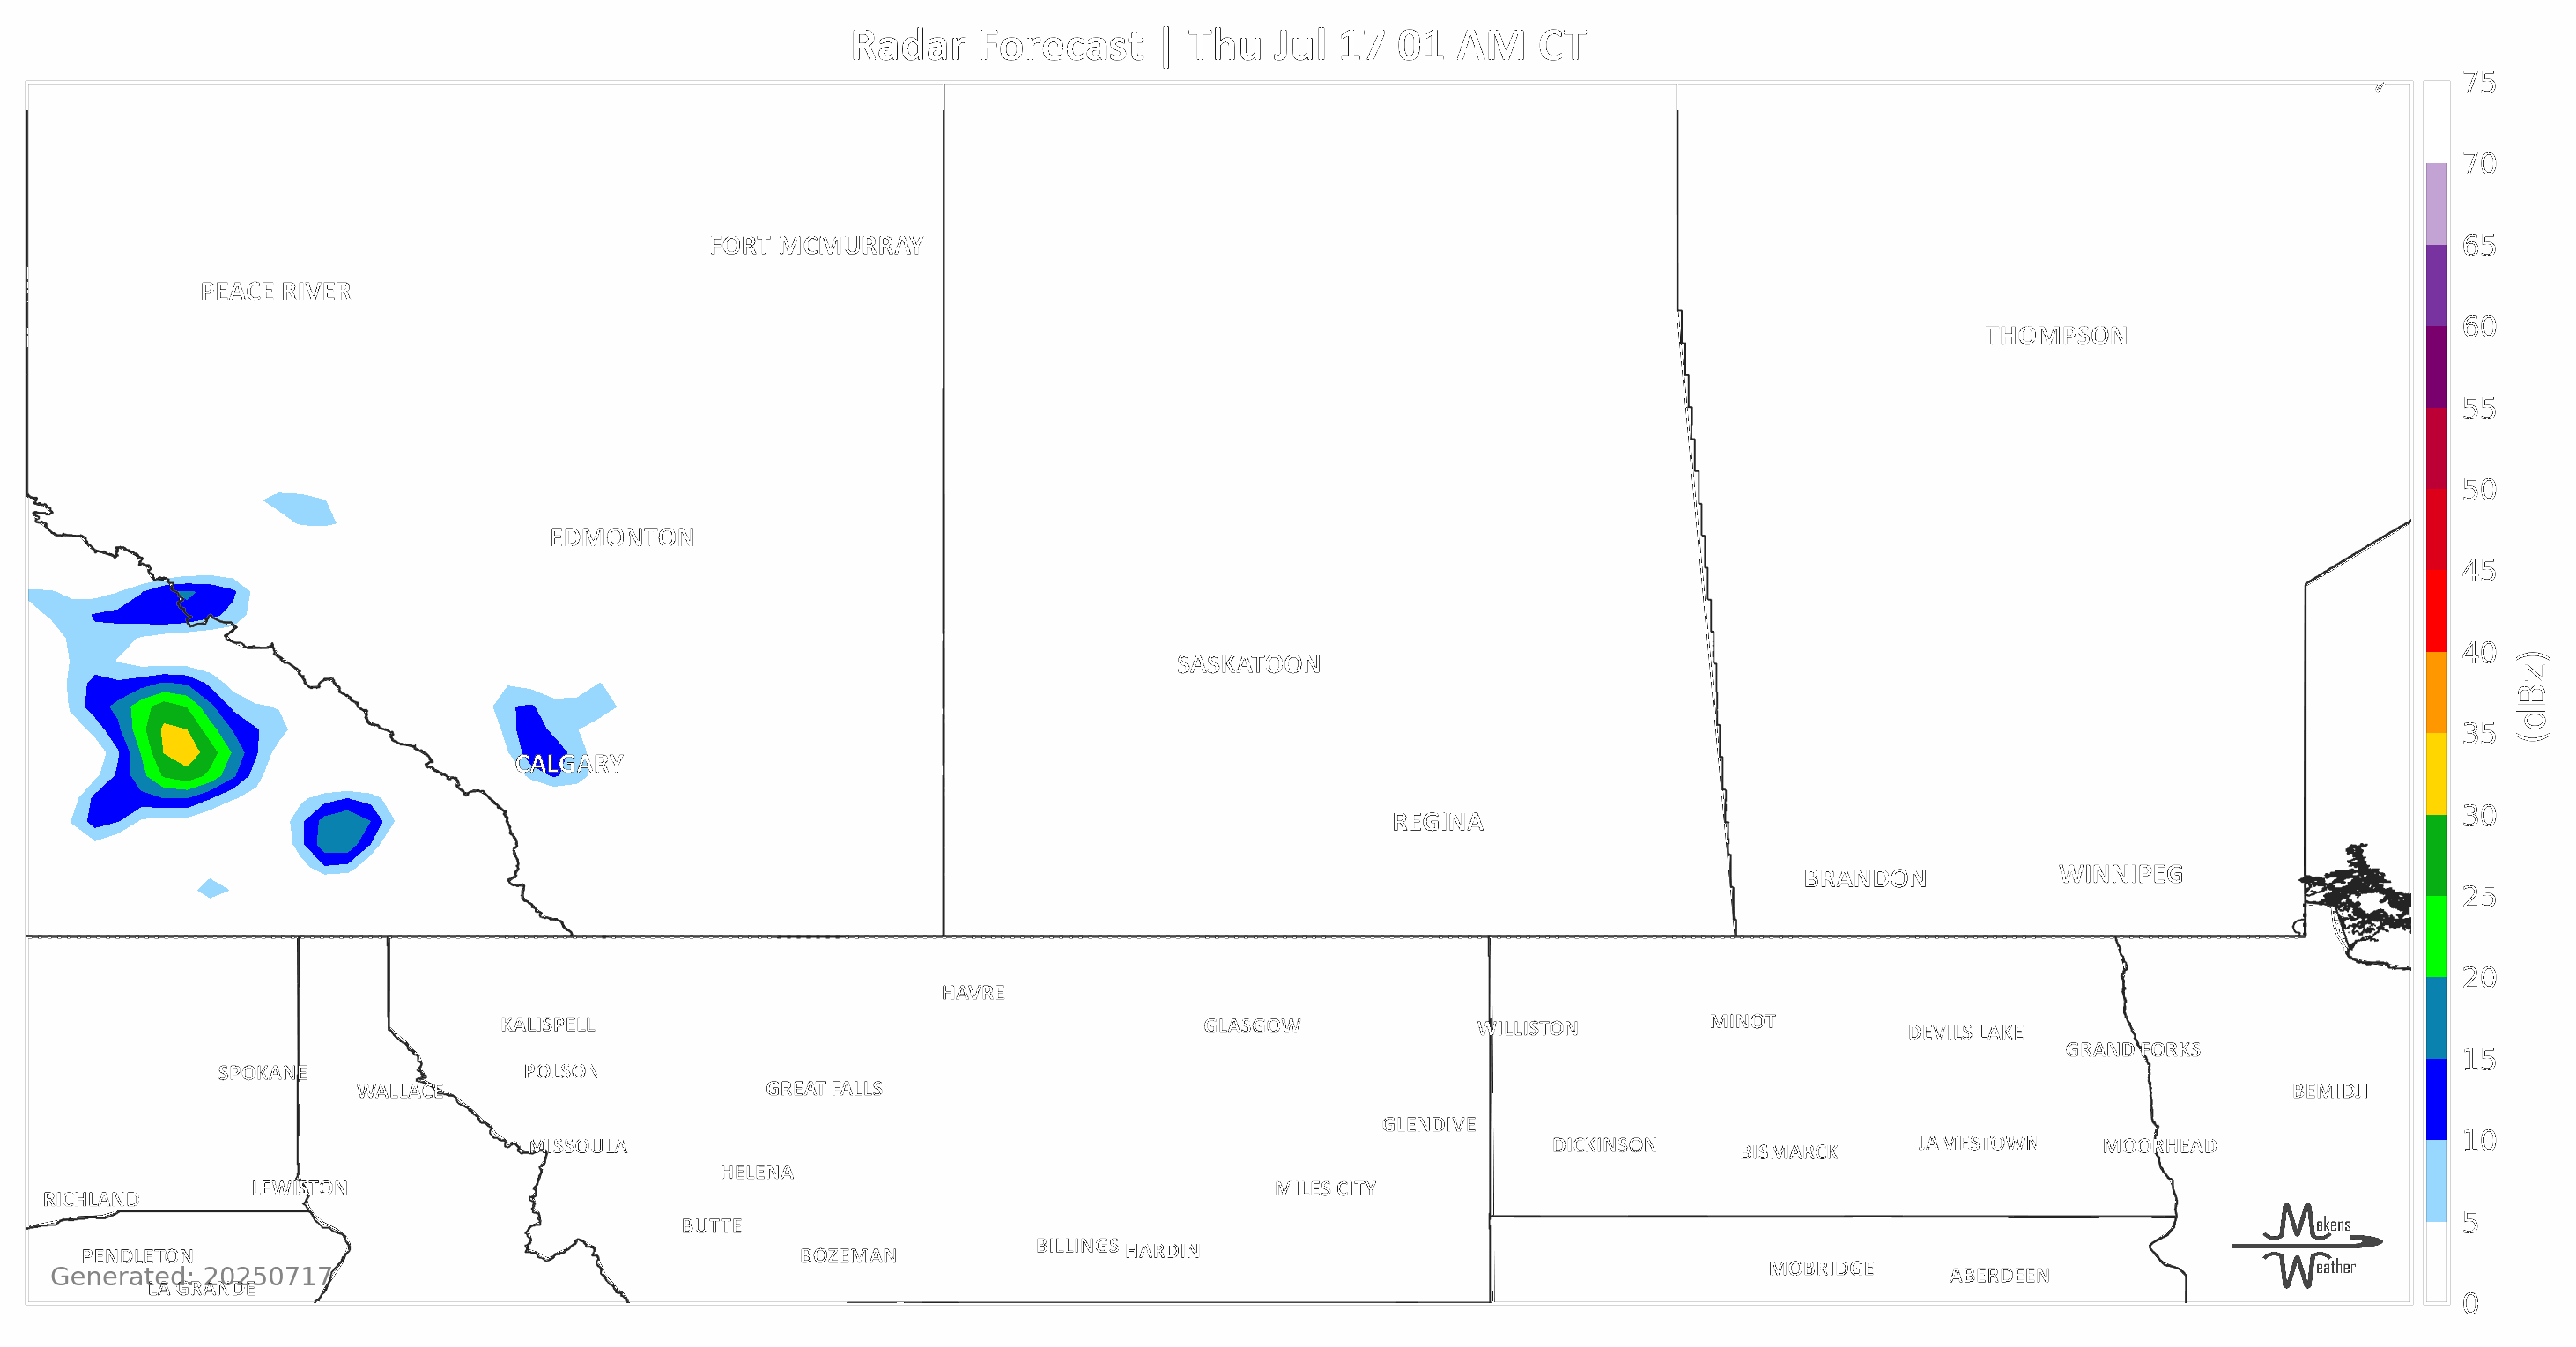 Radar Forecast | Thu Jul 17 01 AM CT
75
70
FORT MCMURRAY
65
PEACE RIVER
THOMPSON
60
55
50
EDMONTON
45
SASKATOON
40
(dBz)
35
CALGARY
REGINA
30
BRANDON
WINNIPEG
25
HAVRE
20
KALISPELL
GLASGOW
WILLISTON
MINOT
DEVILS LAKE
GRAND FORKS
15
SPOKANE
POLSON
WALLACE
GREAT FALLS
BEMIDJI
GLENDIVE
10
MISSOULA
DICKINSON
BISMARCK
JAMESTOWN
MOORHEAD
HELENA
LEWISTON
MILES CITY
RICHLAND
BUTTE
5
Makens
Weather
PENDLETON
BOZEMAN
BILLINGS
HARDIN
MOBRIDGE
ABERDEEN
Generated: 20250717
LA GRANDE
0